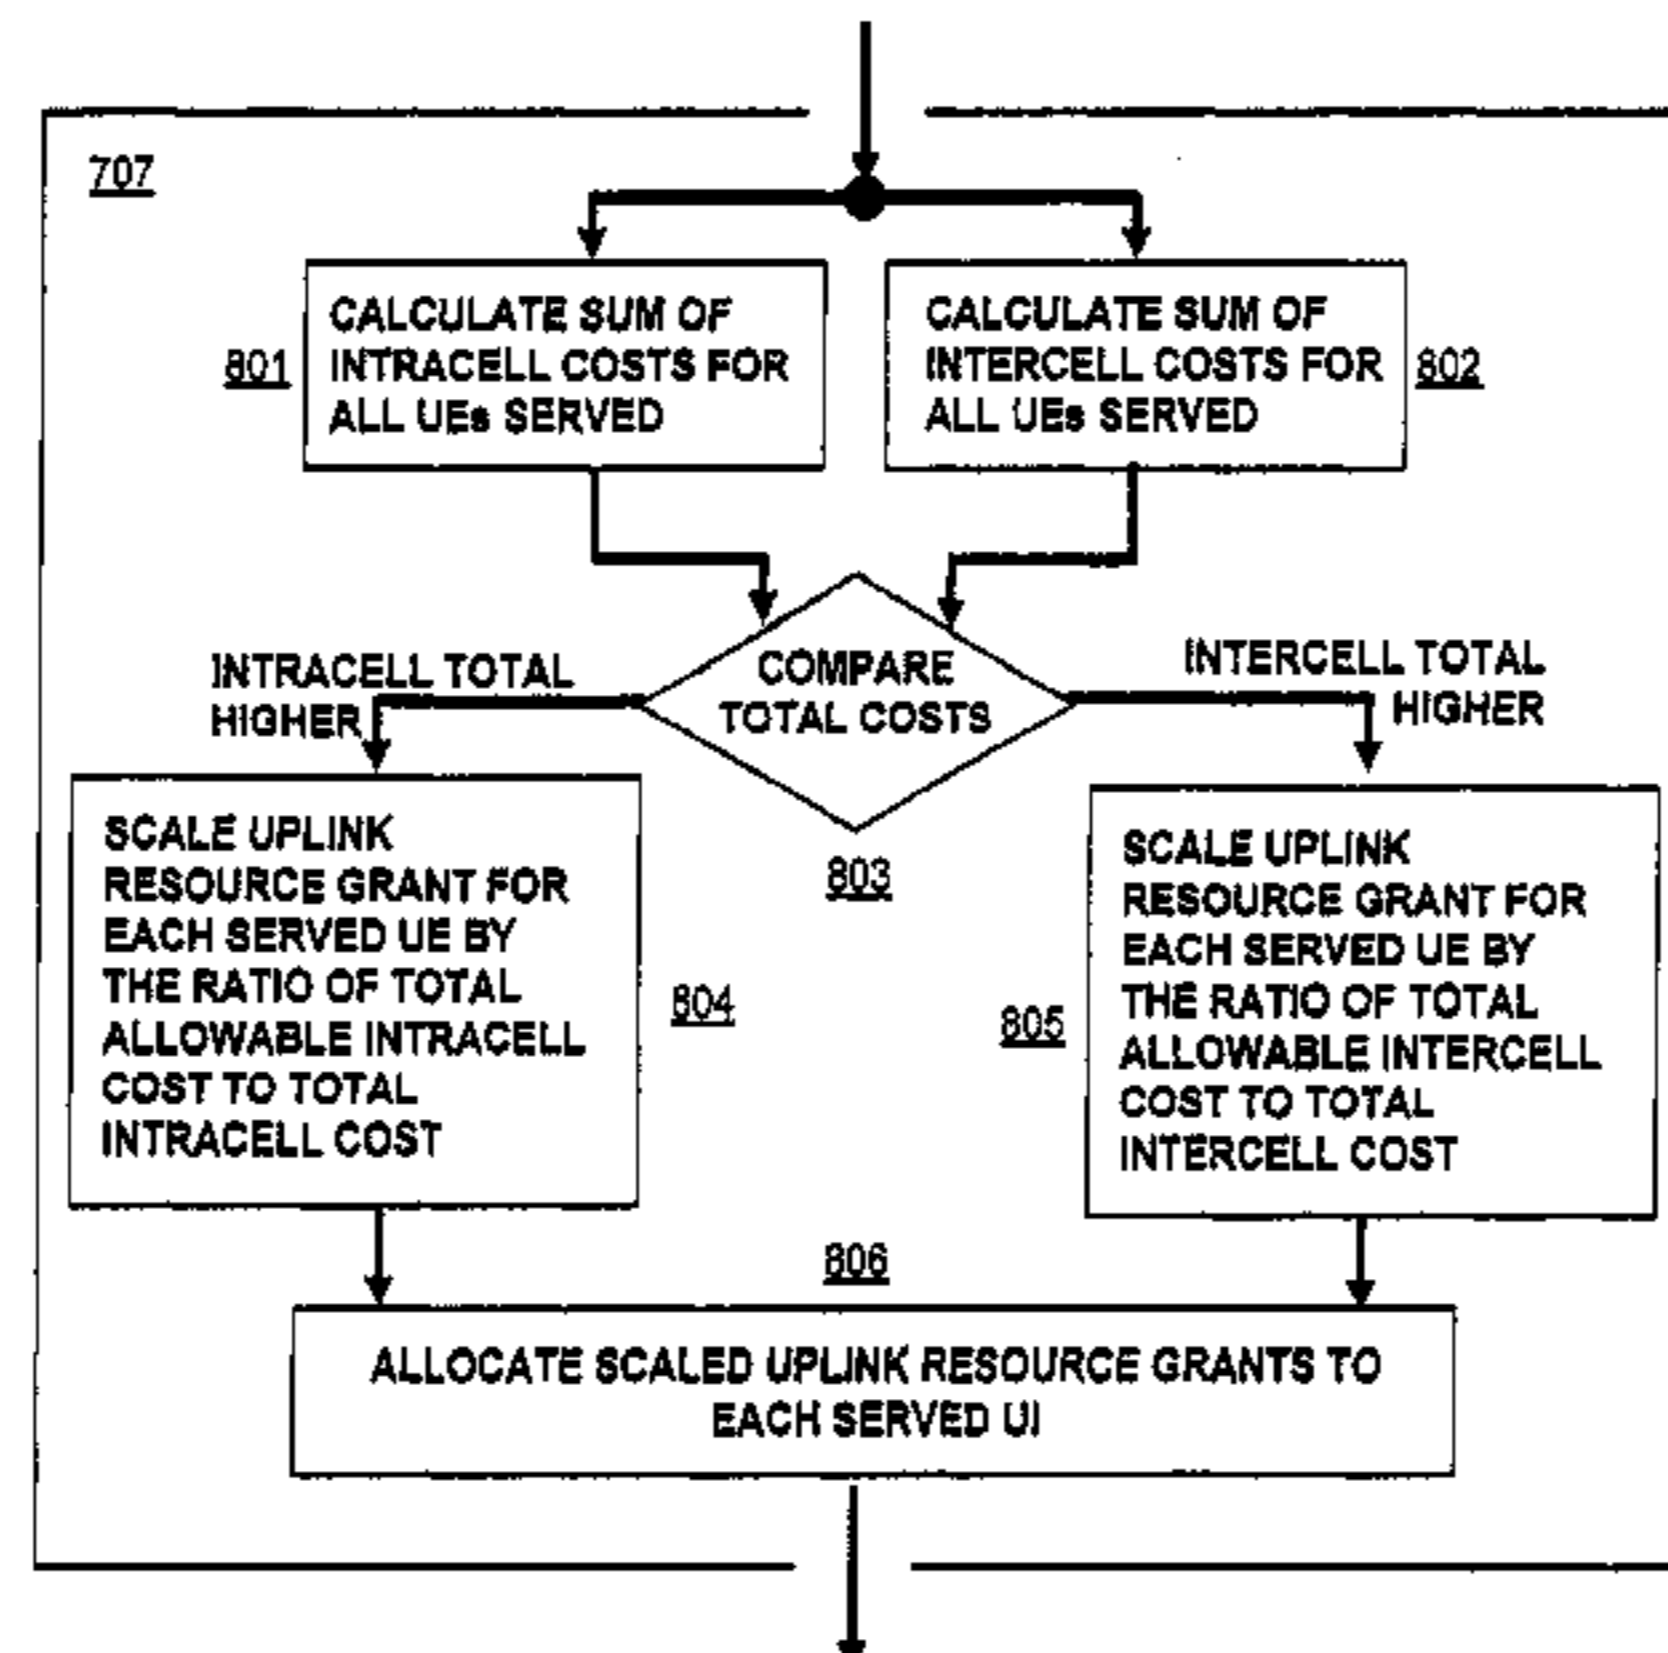 707
CALCULATE SUM OF
INTRACELL COSTS FOR
ALL UEs SERVED
801
CALCULATE SUM OF
INTERCELL COSTS FOR
ALL UEs SERVED
802
COMPARE
TOTAL COSTS
803
INTRACELL TOTAL
HIGHER
INTERCELL TOTAL
HIGHER
SCALE UPLINK
RESOURCE GRANT FOR
EACH SERVED UE BY
THE RATIO OF TOTAL
ALLOWABLE INTRACELL
COST TO TOTAL
INTRACELL COST
804
SCALE UPLINK
RESOURCE GRANT FOR
EACH SERVED UE BY
THE RATIO OF TOTAL
ALLOWABLE INTERCELL
COST TO TOTAL
INTERCELL COST
805
806
ALLOCATE SCALED UPLINK RESOURCE GRANTS TO
EACH SERVED UI